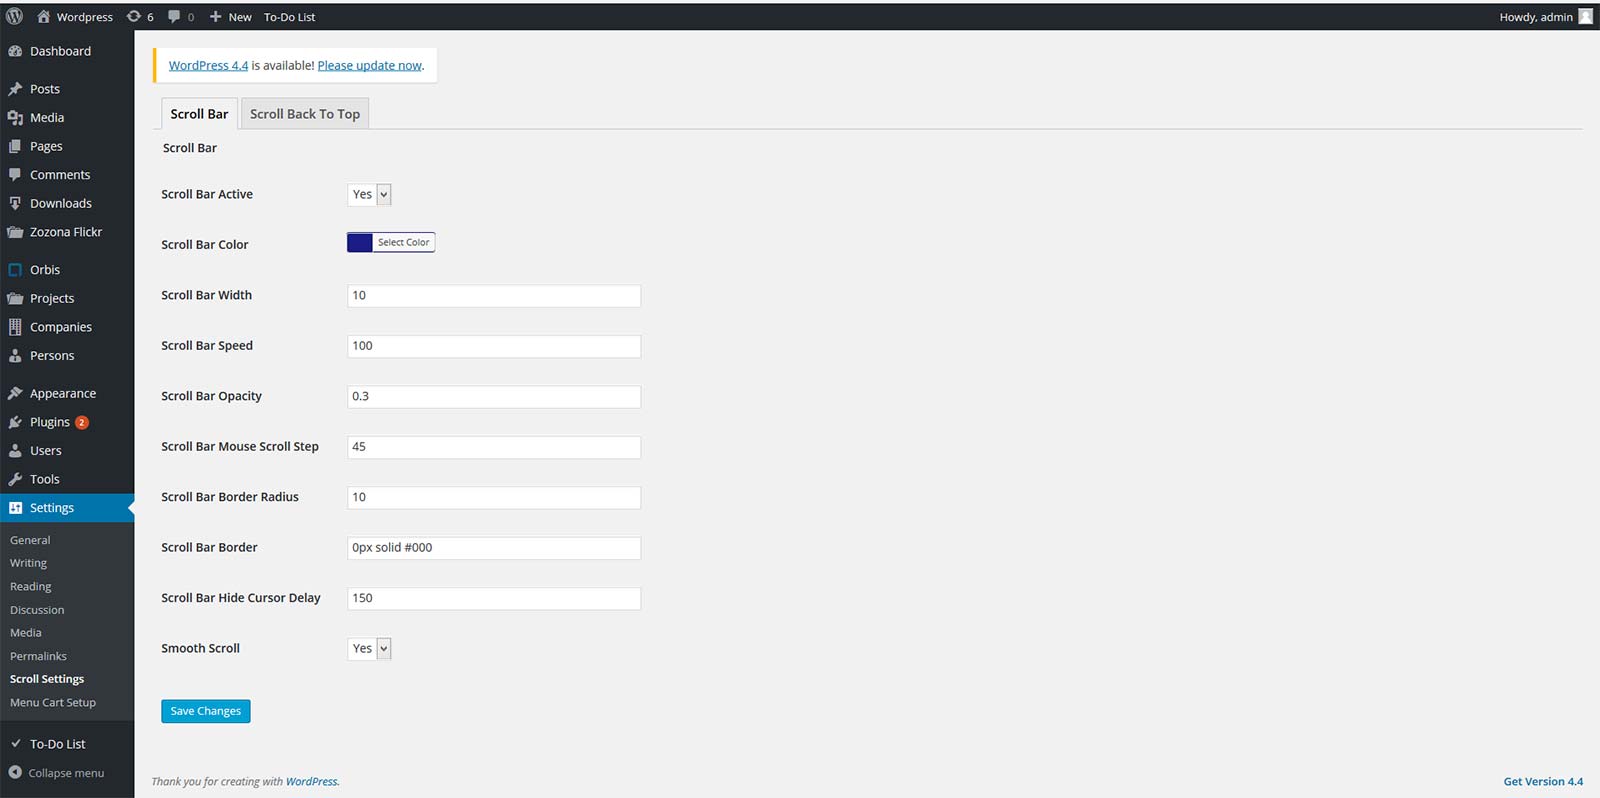 Wordpress 6 0 New To-Do List Howdy, admin
Dashboard
Posts
Media
Pages
Comments
Downloads
Zozona Flickr
Orbis
Projects
Companies
Persons
Appearance
Plugins 2
Users
Tools
Settings
General
Writing
Reading
Discussion
Media
Permalinks
Scroll Settings
Menu Cart Setup
To-Do List
Collapse menu
WordPress 4.4 is available! Please update now.
Scroll Bar Scroll Back To Top
Scroll Bar
Scroll Bar Active Yes
Scroll Bar Color Select Color
Scroll Bar Width 10
Scroll Bar Speed 100
Scroll Bar Opacity 0.3
Scroll Bar Mouse Scroll Step 45
Scroll Bar Border Radius 10
Scroll Bar Border 0px solid #000
Scroll Bar Hide Cursor Delay 150
Smooth Scroll Yes
Save Changes
Thank you for creating with WordPress. Get Version 4.4